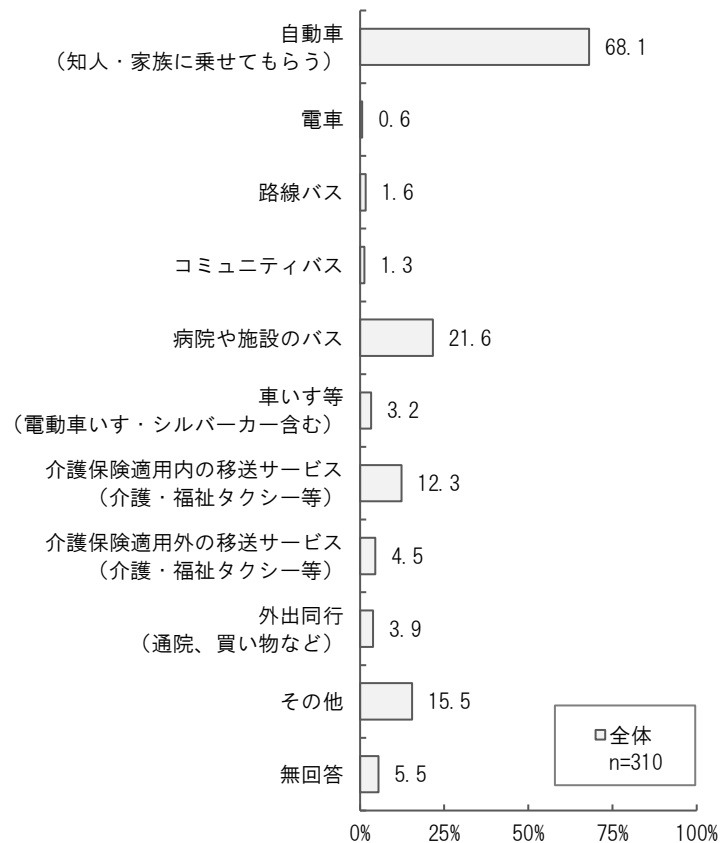 自動車
（知人・家族に乗せてもらう）
68.1
電車
0.6
路線バス
1.6
コミュニティバス
1.3
病院や施設のバス
21.6
車いす等
（電動車いす・シルバーカー含む）
3.2
介護保険適用内の移送サービス
（介護・福祉タクシー等）
12.3
介護保険適用外の移送サービス
（介護・福祉タクシー等）
4.5
外出同行
（通院、買い物など）
3.9
その他
15.5
無回答
5.5
全体
n=310
0% 25% 50% 75% 100%